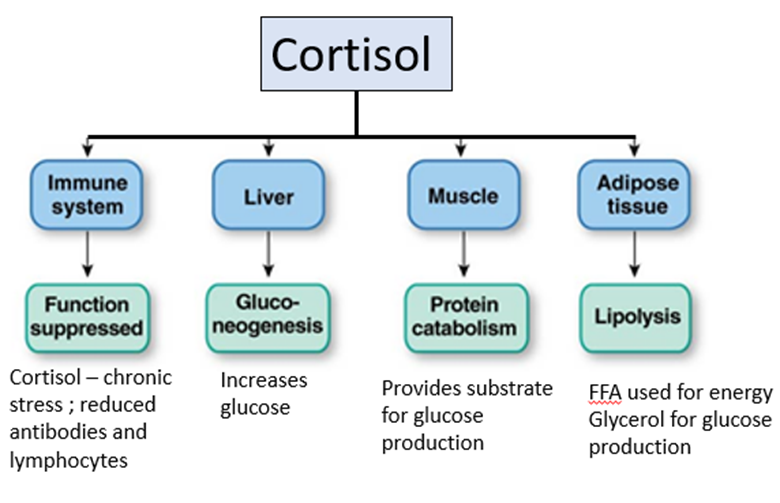 Cortisol
Immune
system
Liver
Muscle
Adipose
tissue
Function
suppressed
Gluco-
neogenesis
Protein
catabolism
Lipolysis
Cortisol – chronic
stress ; reduced
antibodies and
lymphocytes
Increases
glucose
Provides substrate
for glucose
production
FFA used for energy
Glycerol for glucose
production